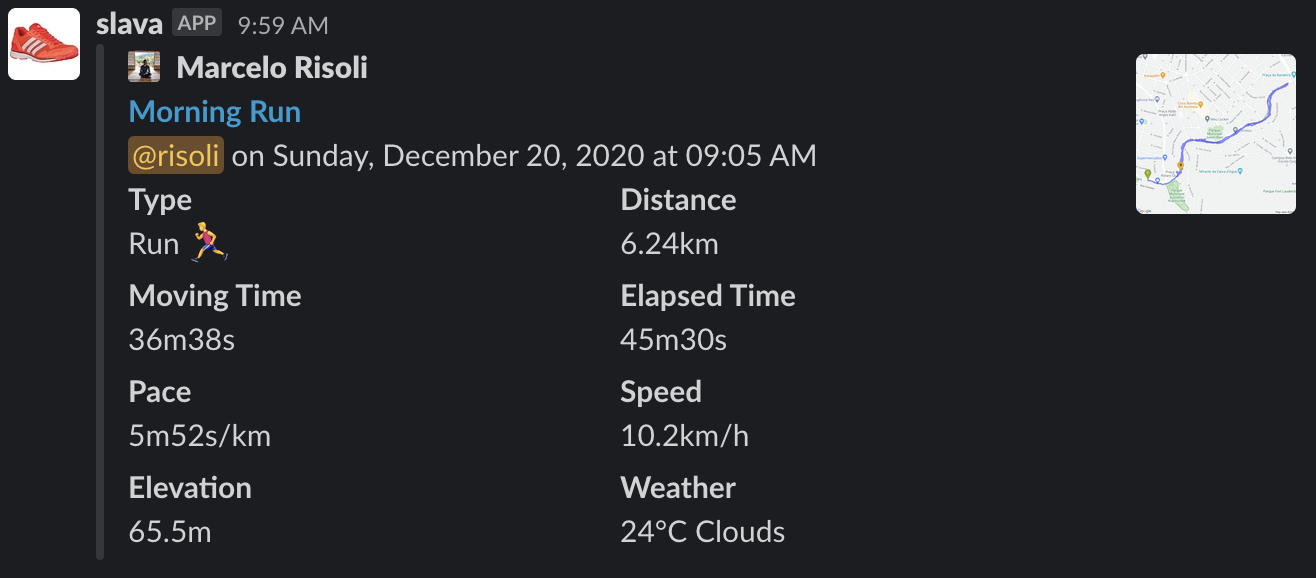 slava APP 9:59 AM
Marcelo Risoli
Morning Run
@risoli on Sunday, December 20, 2020 at 09:05 AM
Type Distance
Run 6.24km
Moving Time Elapsed Time
36m38s 45m30s
Pace Speed
5m52s/km 10.2km/h
Elevation Weather
65.5m 24°C Clouds